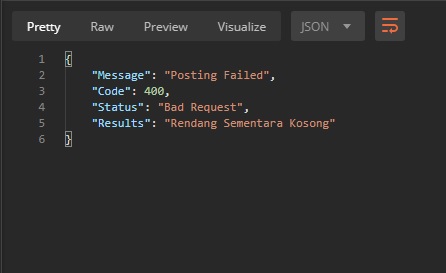 Pretty Raw Preview Visualize JSON
1 {
2 "Message": "Posting Failed",
3 "Code": 400,
4 "Status": "Bad Request",
5 "Results": "Rendang Sementara Kosong"
6 }